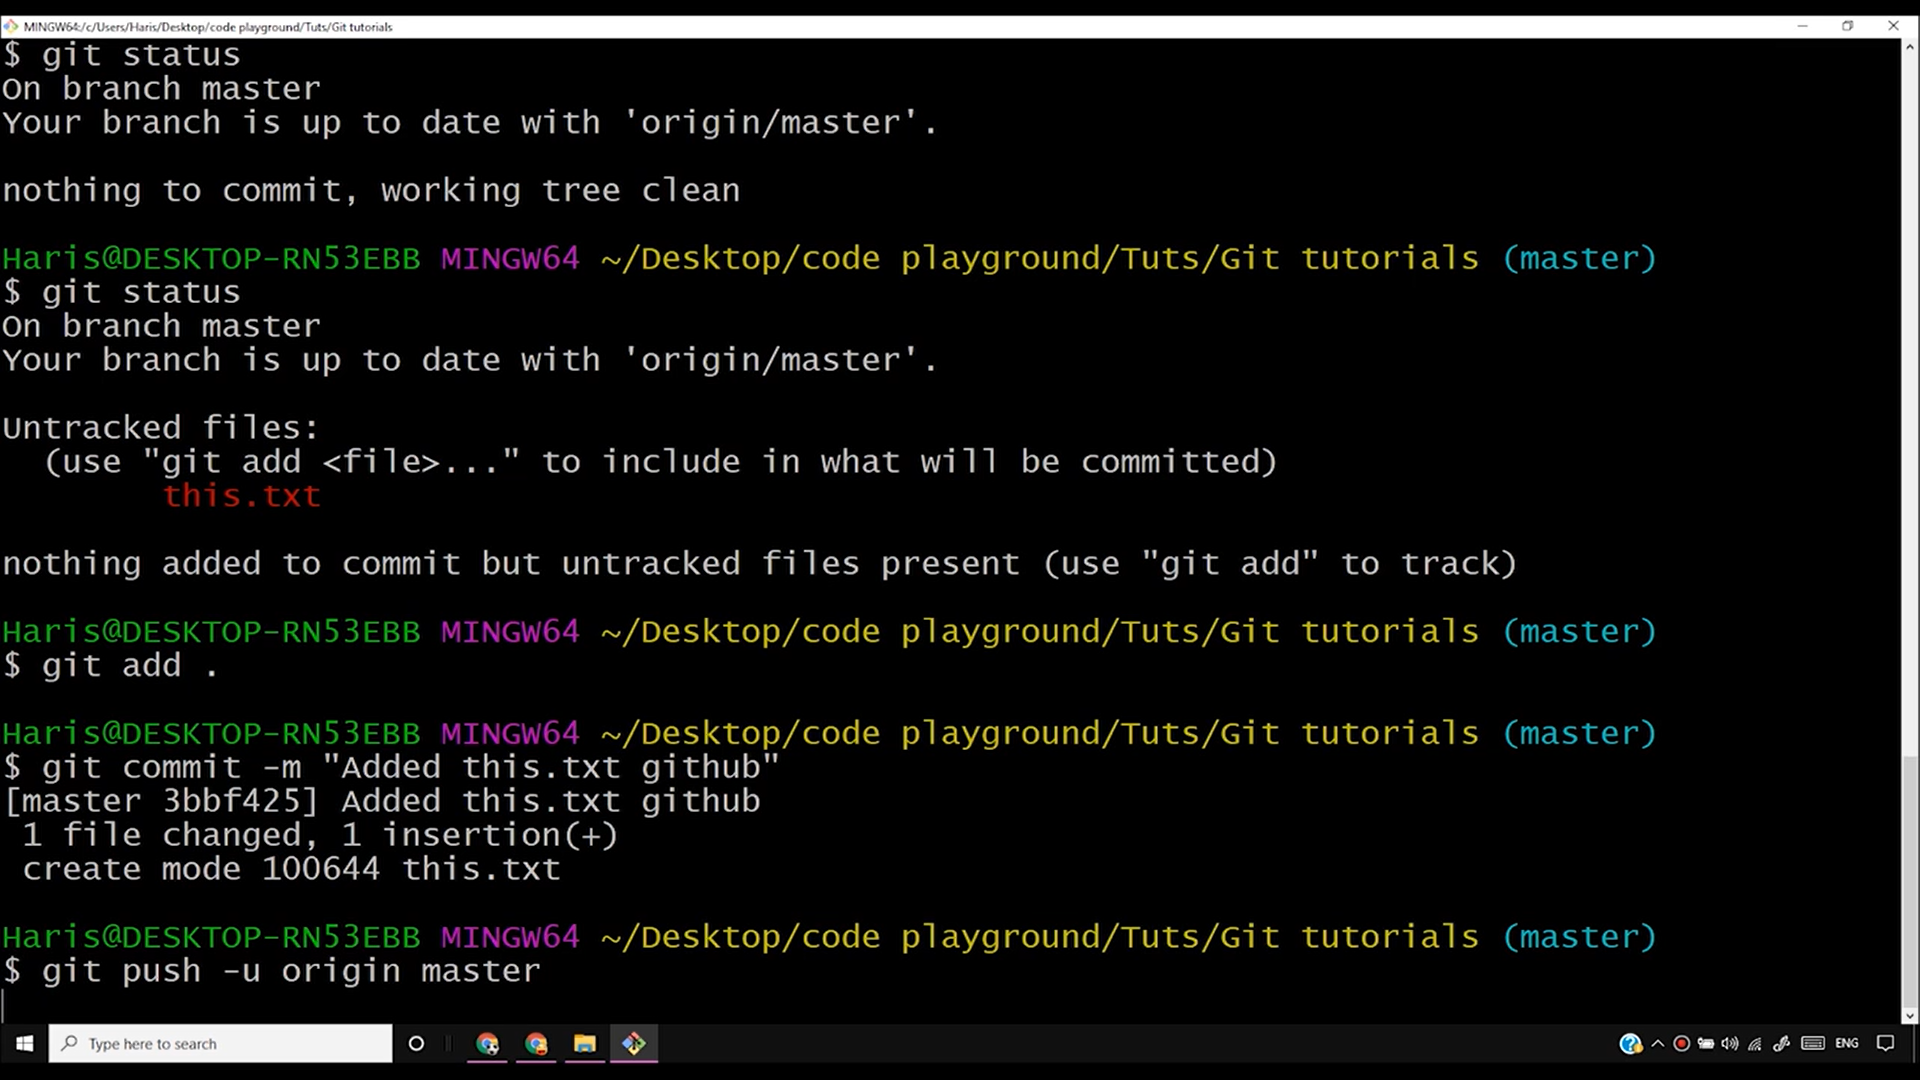 MINGW64:/c/Users/Haris/Desktop/code playground/Tuts/Git tutorials
$ git status
On branch master
Your branch is up to date with 'origin/master'.
nothing to commit, working tree clean
Haris@DESKTOP-RN53EBB MINGW64 ~/Desktop/code playground/Tuts/Git tutorials (master)
$ git status
On branch master
Your branch is up to date with 'origin/master'.
Untracked files:
(use "git add <file>..." to include in what will be committed)
this.txt
nothing added to commit but untracked files present (use "git add" to track)
Haris@DESKTOP-RN53EBB MINGW64 ~/Desktop/code playground/Tuts/Git tutorials (master)
$ git add .
Haris@DESKTOP-RN53EBB MINGW64 ~/Desktop/code playground/Tuts/Git tutorials (master)
$ git commit -m "Added this.txt github"
[master 3bbf425] Added this.txt github
1 file changed, 1 insertion(+)
create mode 100644 this.txt
Haris@DESKTOP-RN53EBB MINGW64 ~/Desktop/code playground/Tuts/Git tutorials (master)
$ git push -u origin master
Type here to search
ENG